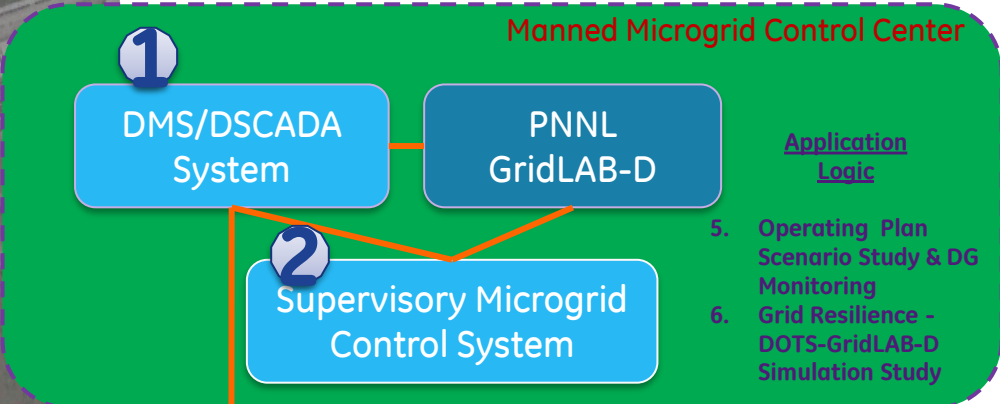 Manned Microgrid Control Center
1
DMS/DSCADA
System
PNNL
GridLAB-D
Application
Logic
2
Supervisory Microgrid
Control System
5. Operating Plan
Scenario Study & DG
Monitoring
6. Grid Resilience -
DOTS-GridLAB-D
Simulation Study